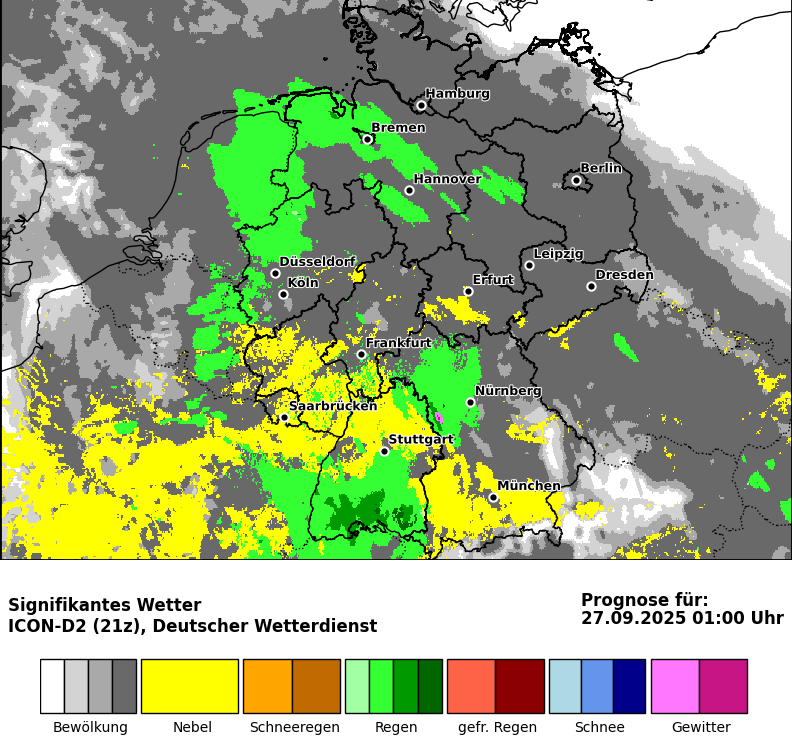 Hamburg
Bremen
Berlin
Hannover
Leipzig
Düsseldorf
Dresden
Köln
Erfurt
Frankfurt
Nürnberg
Saarbrücken
Stuttgart
München
Signifikantes Wetter
ICON-D2 (21z), Deutscher Wetterdienst
Prognose für:
27.09.2025 01:00 Uhr
Bewölkung Nebel Schneeregen Regen gefr. Regen Schnee Gewitter